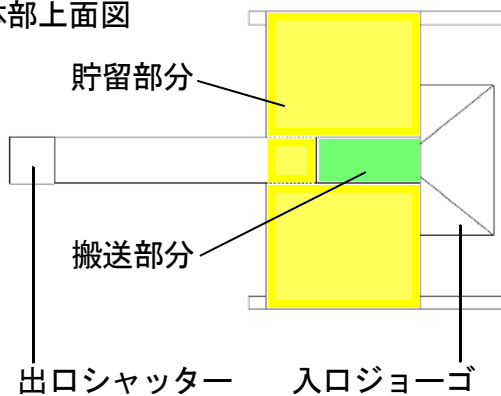 部上面図
貯留部分
搬送部分
出口シャッター
入口ジョーゴ